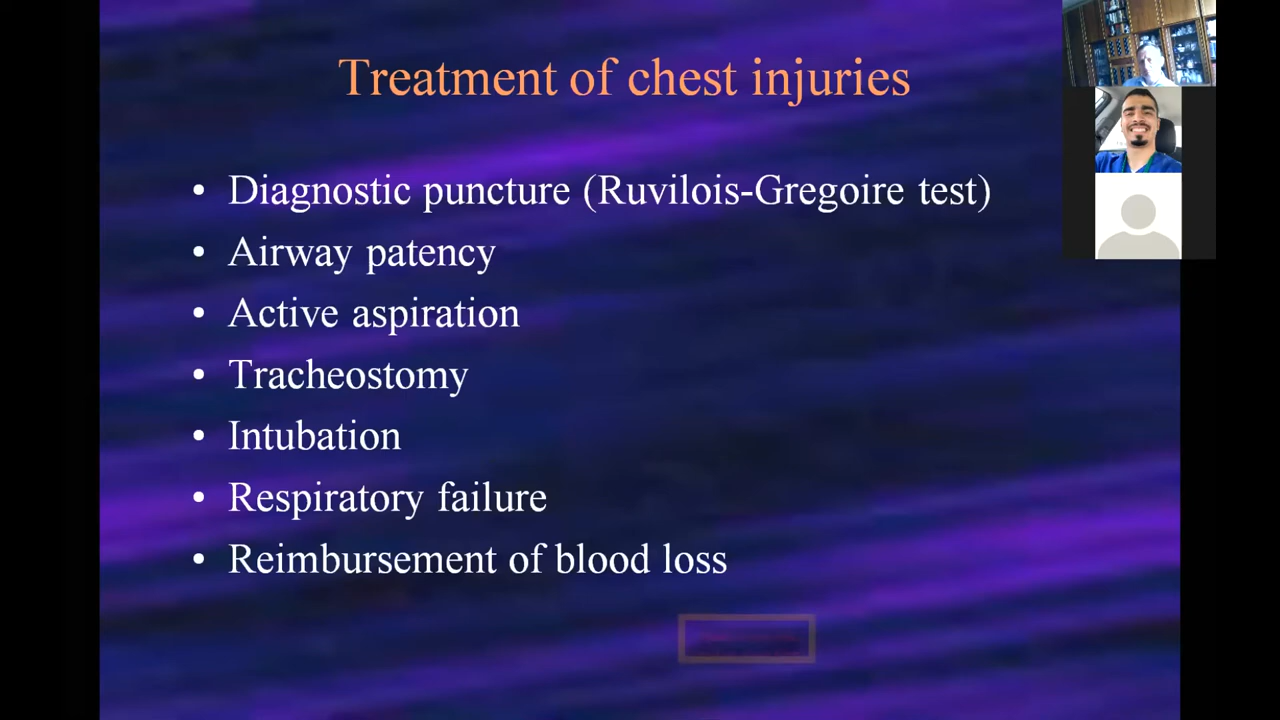 Treatment of chest injuries
• Diagnostic puncture (Ruvilois-Gregoire test)
• Airway patency
• Active aspiration
• Tracheostomy
• Intubation
• Respiratory failure
• Reimbursement of blood loss